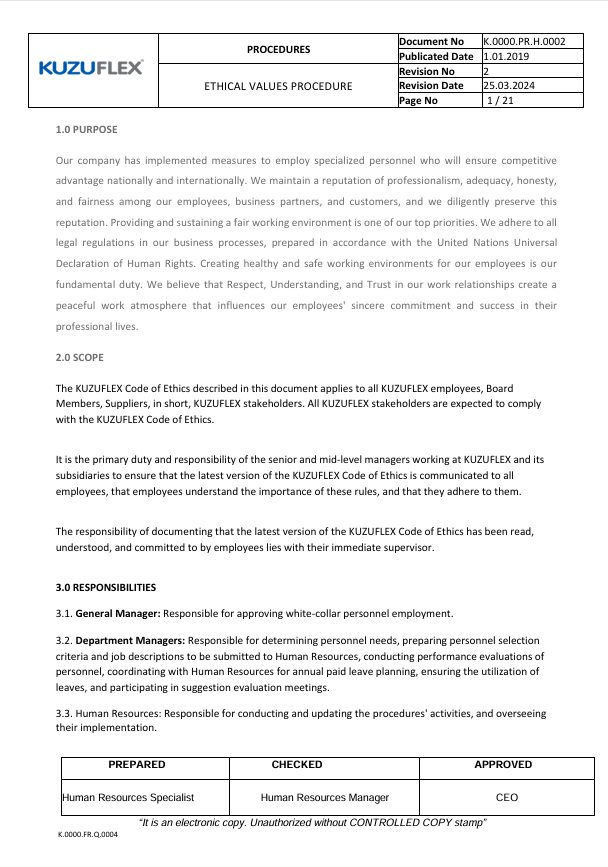 KUZUFLEX®
PROCEDURES
ETHICAL VALUES PROCEDURE
Document No K.0000.PR.H.0002
Publicated Date 1.01.2019
Revision No 2
Revision Date 25.03.2024
Page No 1 / 21
1.0 PURPOSE
Our company has implemented measures to employ specialized personnel who will ensure competitive
advantage nationally and internationally. We maintain a reputation of professionalism, adequacy, honesty,
and fairness among our employees, business partners, and customers, and we diligently preserve this
reputation. Providing and sustaining a fair working environment is one of our top priorities. We adhere to all
legal regulations in our business processes, prepared in accordance with the United Nations Universal
Declaration of Human Rights. Creating healthy and safe working environments for our employees is our
fundamental duty. We believe that Respect, Understanding, and Trust in our work relationships create a
peaceful work atmosphere that influences our employees' sincere commitment and success in their
professional lives.
2.0 SCOPE
The KUZUFLEX Code of Ethics described in this document applies to all KUZUFLEX employees, Board
Members, Suppliers, in short, KUZUFLEX stakeholders. All KUZUFLEX stakeholders are expected to comply
with the KUZUFLEX Code of Ethics.
It is the primary duty and responsibility of the senior and mid-level managers working at KUZUFLEX and its
subsidiaries to ensure that the latest version of the KUZUFLEX Code of Ethics is communicated to all
employees, that employees understand the importance of these rules, and that they adhere to them.
The responsibility of documenting that the latest version of the KUZUFLEX Code of Ethics has been read,
understood, and committed to by employees lies with their immediate supervisor.
3.0 RESPONSIBILITIES
3.1. General Manager: Responsible for approving white-collar personnel employment.
3.2. Department Managers: Responsible for determining personnel needs, preparing personnel selection
criteria and job descriptions to be submitted to Human Resources, conducting performance evaluations of
personnel, coordinating with Human Resources for annual paid leave planning, ensuring the utilization of
leaves, and participating in suggestion evaluation meetings.
3.3. Human Resources: Responsible for conducting and updating the procedures' activities, and overseeing
their implementation.
PREPARED CHECKED APPROVED
Human Resources Specialist Human Resources Manager CEO
“It is an electronic copy. Unauthorized without CONTROLLED COPY stamp”
K.0000.FR.Q.0004